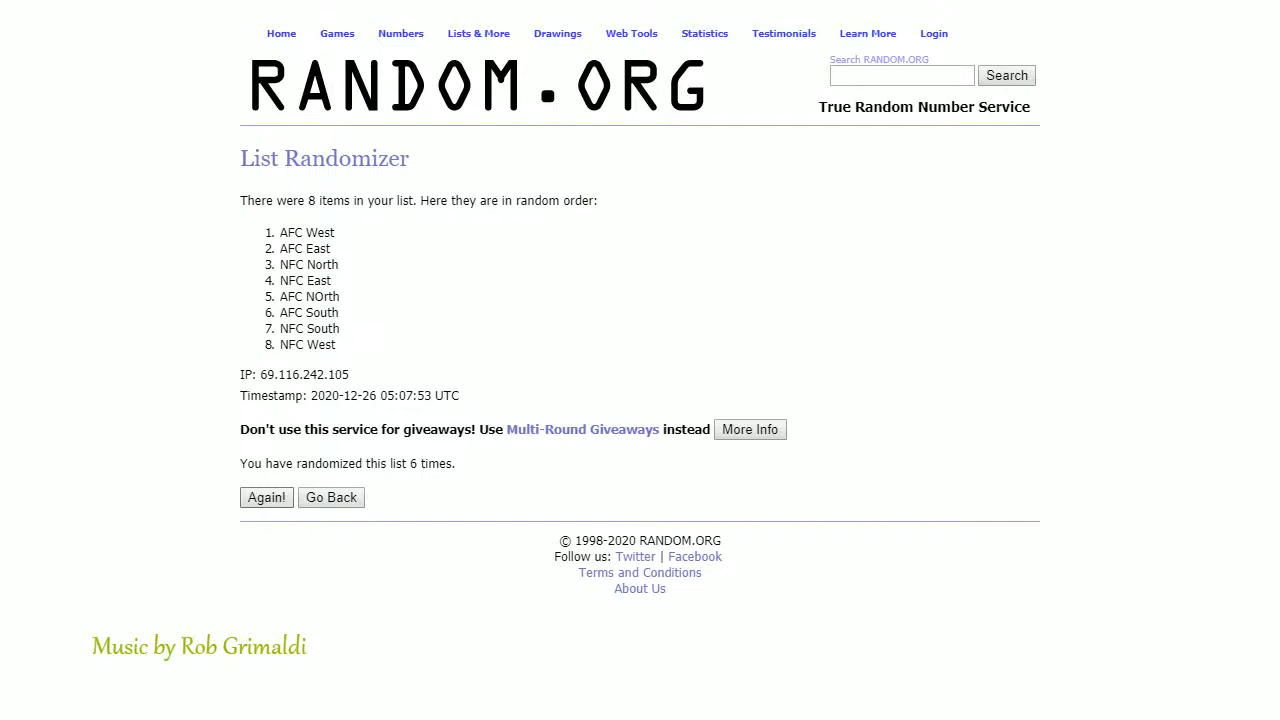 Home Games Numbers Lists & More Drawings Web Tools Statistics Testimonials Learn More Login
RANDOM.ORG
Search RANDOM.ORG
Search
True Random Number Service
List Randomizer
There were 8 items in your list. Here they are in random order:
1. AFC West
2. AFC East
3. NFC North
4. NFC East
5. AFC NOrth
6. AFC South
7. NFC South
8. NFC West
IP: 69.116.242.105
Timestamp: 2020-12-26 05:07:53 UTC
Don't use this service for giveaways! Use Multi-Round Giveaways instead More Info
You have randomized this list 6 times.
Again! Go Back
© 1998-2020 RANDOM.ORG
Follow us: Twitter | Facebook
Terms and Conditions
About Us
Music by Rob Grimaldi